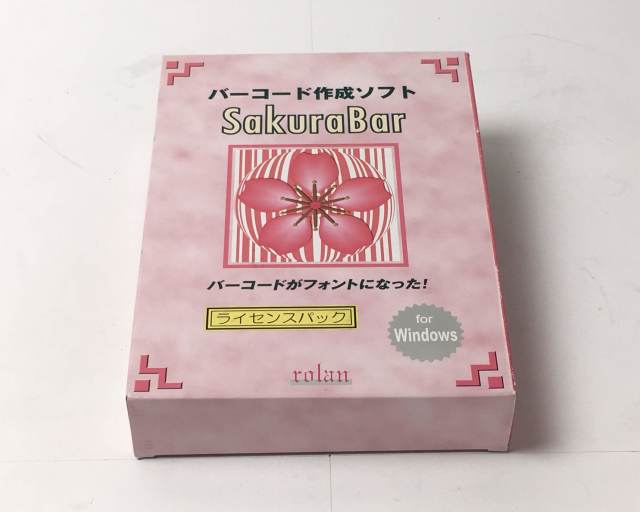 バーコード作成ソフト
SakuraBar
バーコードがフォントになった!
ライセンスパック
for
Windows
rolan